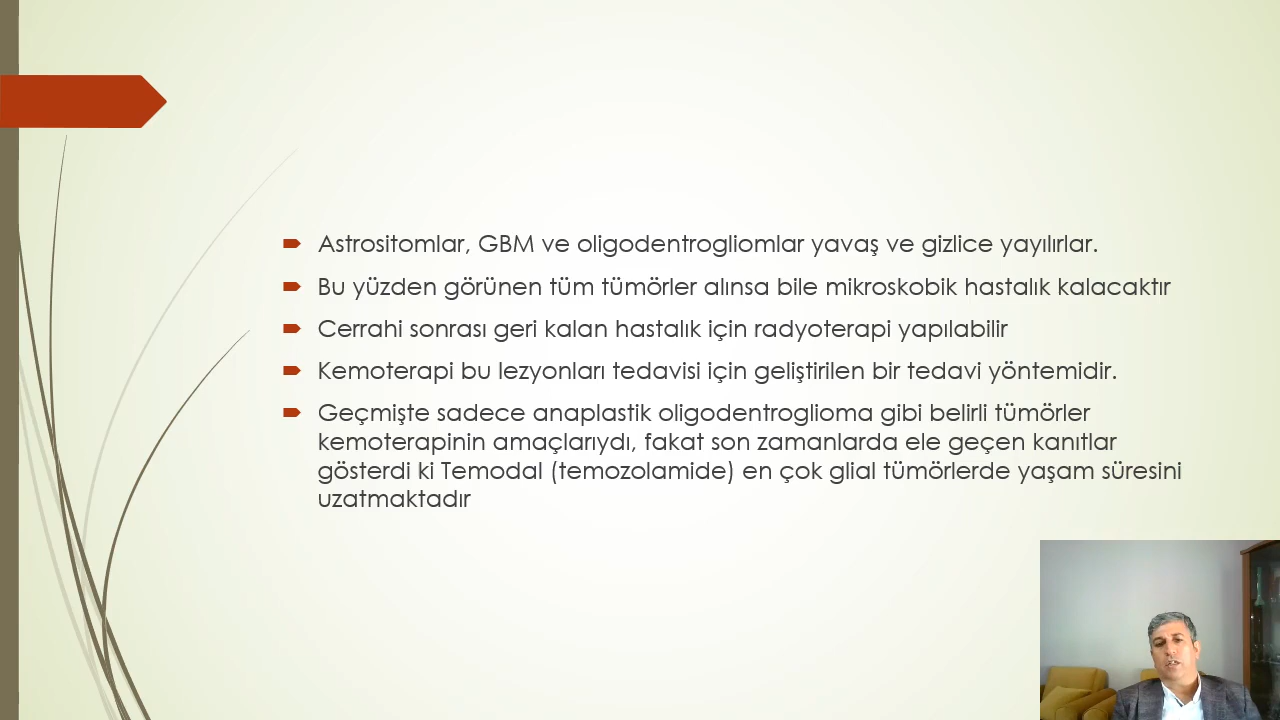 Astrositomlar, GBM ve oligodentrogliomlar yavaş ve gizlice yayılırlar.
Bu yüzden görünen tüm tümörler alınsa bile mikroskobik hastalık kalacaktır
Cerrahi sonrası geri kalan hastalık için radyoterapi yapılabilir
Kemoterapi bu lezyonları tedavisi için geliştirilen bir tedavi yöntemidir.
Geçmişte sadece anaplastik oligodentroglioma gibi belirli tümörler
kemoterapinin amaçlarıydı, fakat son zamanlarda ele geçen kanıtlar
gösterdi ki Temodal (temozolamide) en çok glial tümörlerde yaşam süresini
uzatmaktadır